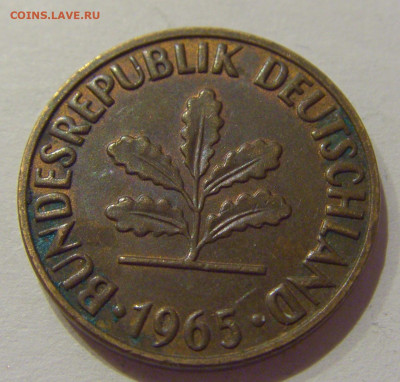 COINS.LAVE.RU
BUNDESREPUBLIK DEUTSCHLAND
· 1965 ·